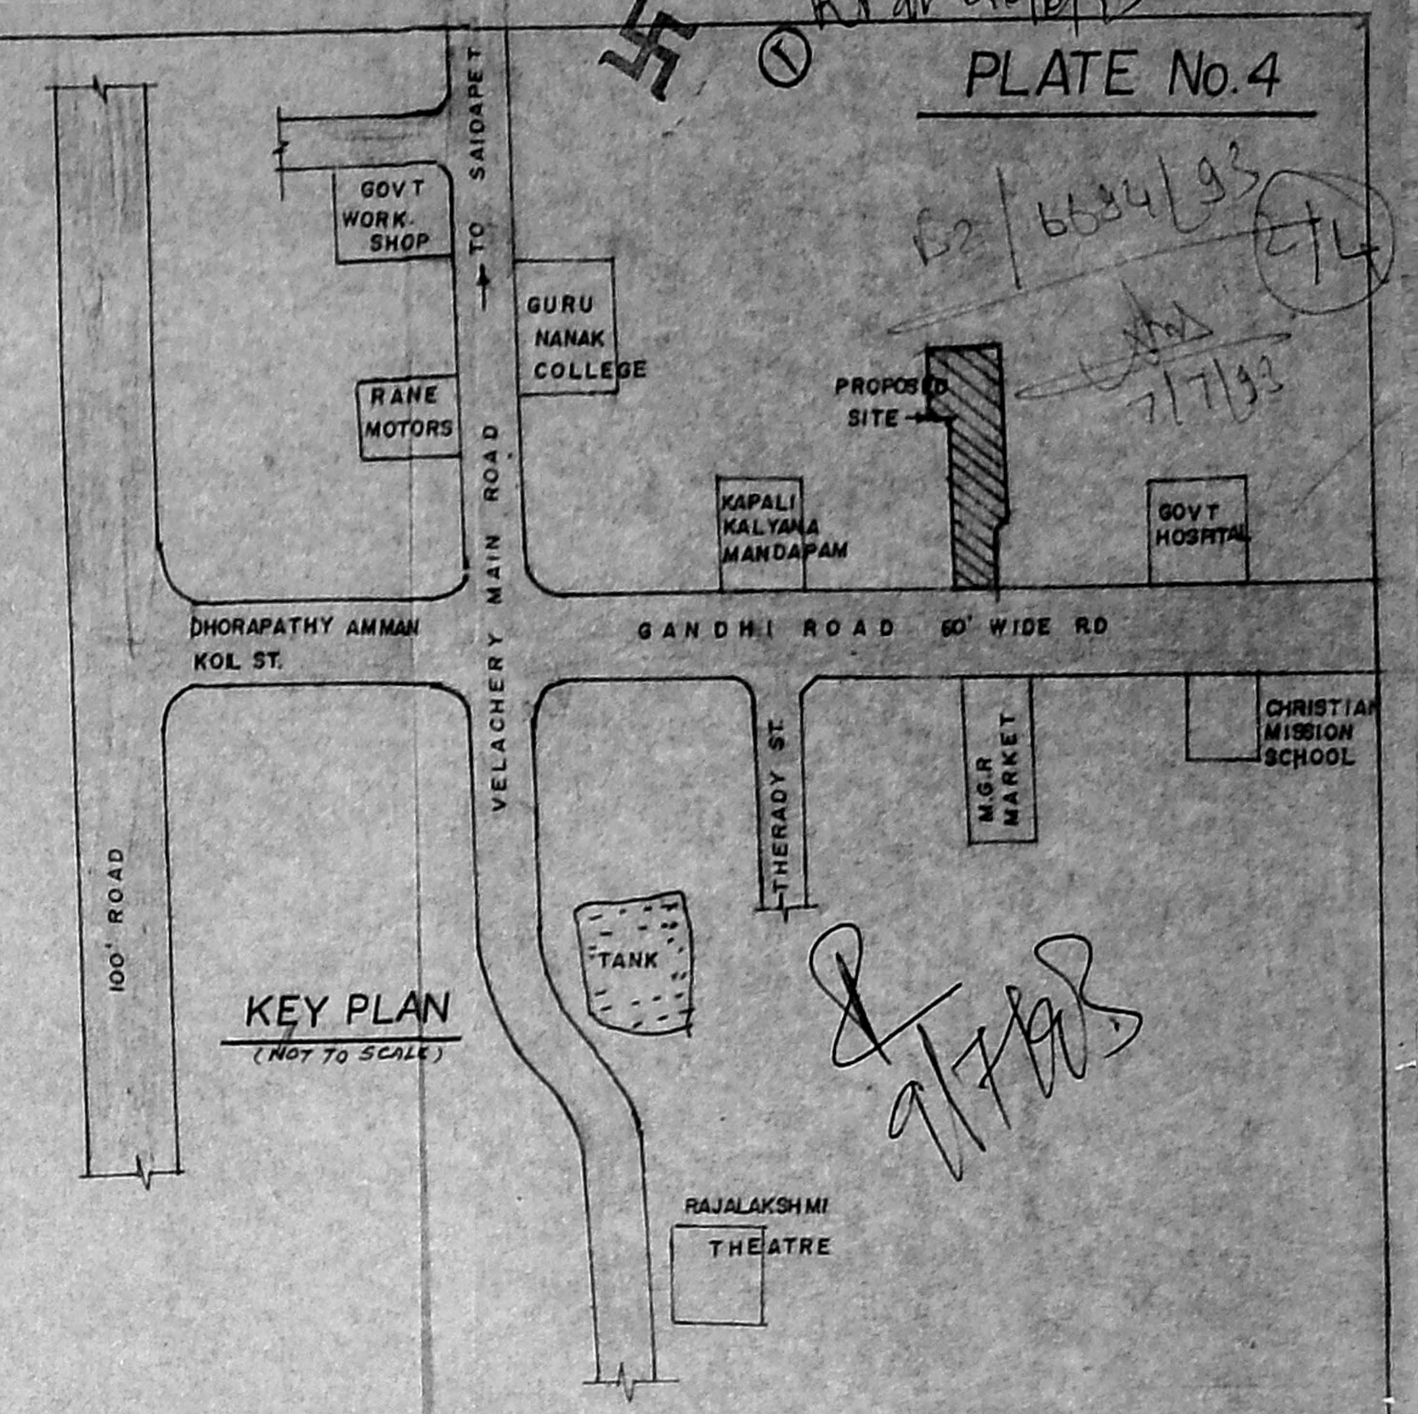 PLATE No.4
1
B2/6694/93
7/7/93
TO SAIDAPET
GOVT
WORK
SHOP
GURU
NANAK
COLLEGE
RANE
MOTORS
PROPOSED
SITE
KAPALI
KALYANA
MANDAPAM
GOVT
HOSPITAL
VELACHERY MAIN ROAD
DHORAPATHY AMMAN
KOIL ST.
GANDHI ROAD 60' WIDE RD
THERADY ST.
M.G.R
MARKET
CHRISTIAN
MISSION
SCHOOL
100' ROAD
TANK
KEY PLAN
(NOT TO SCALE)
RAJALAKSHMI
THEATRE